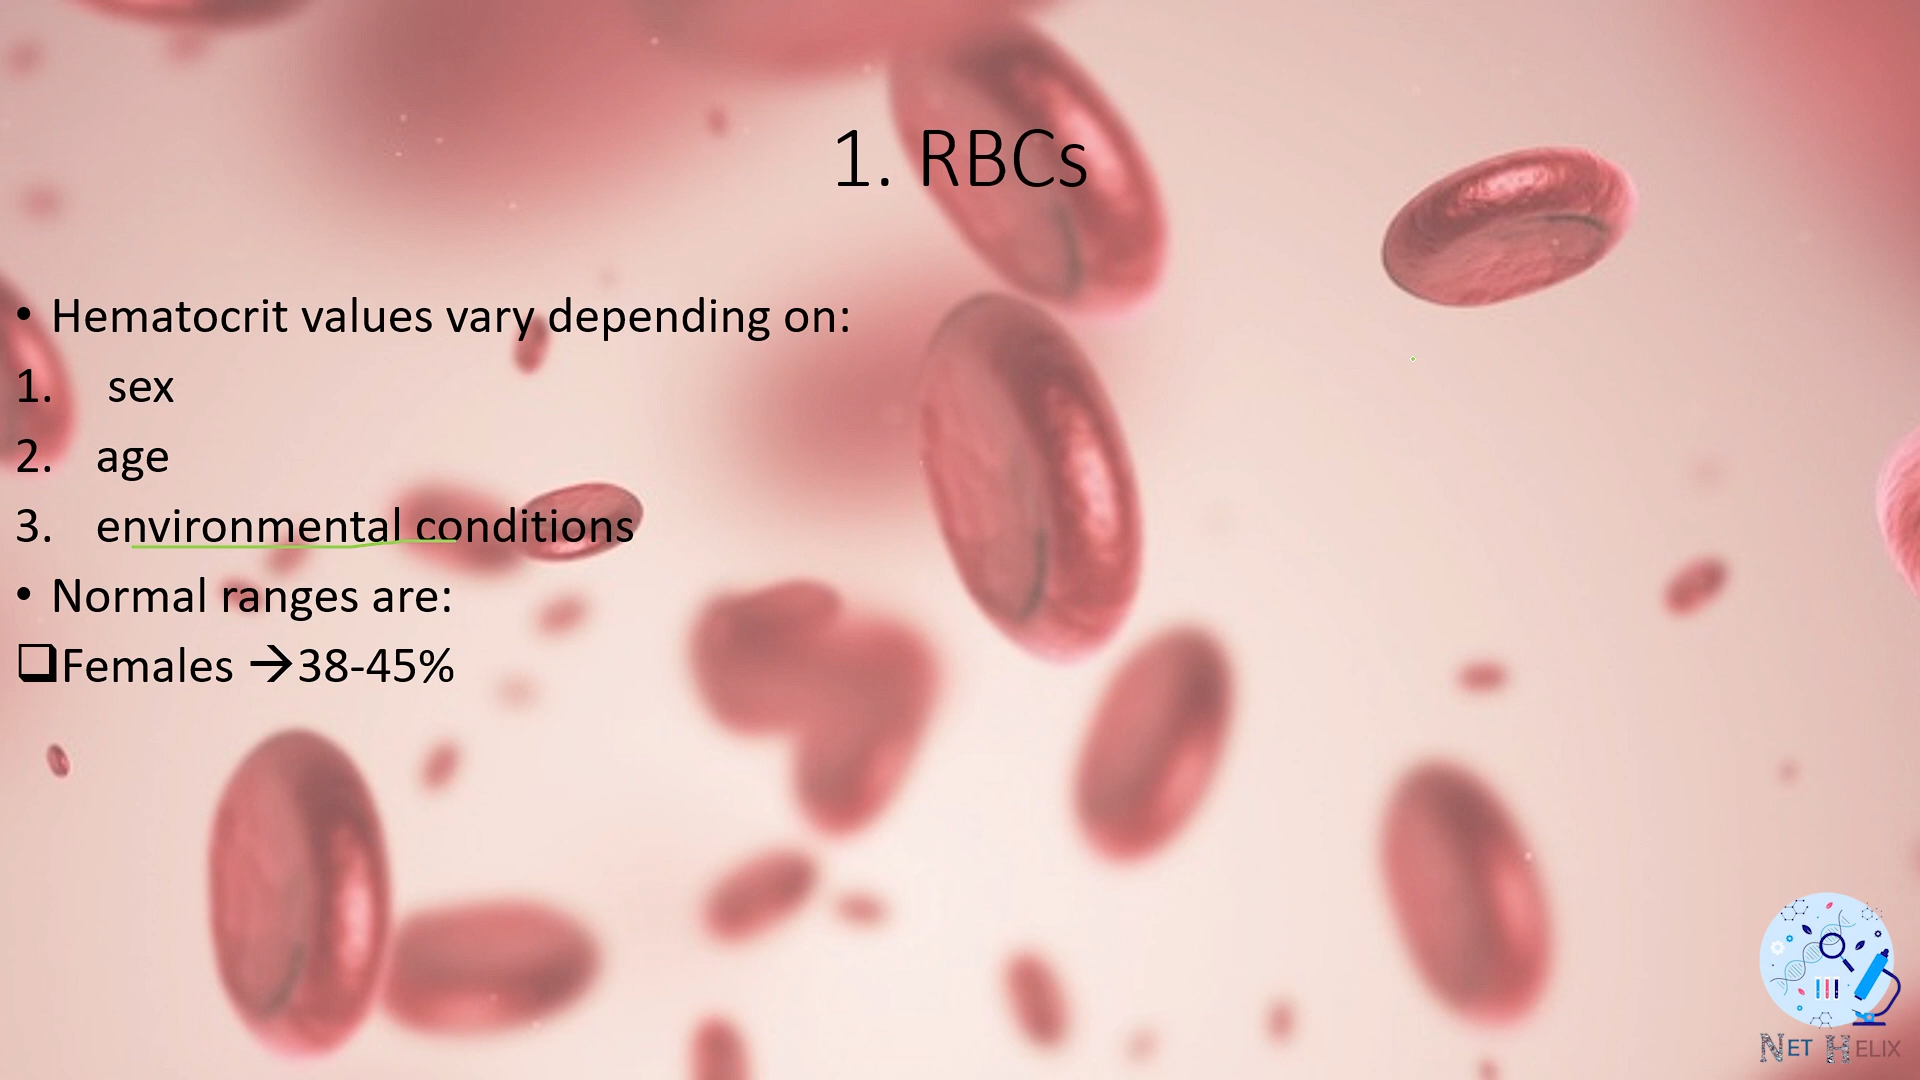 1. RBCs
• Hematocrit values vary depending on:
1. sex
2. age
3. environmental conditions
• Normal ranges are:
❑Females →38-45%
NET HELIX